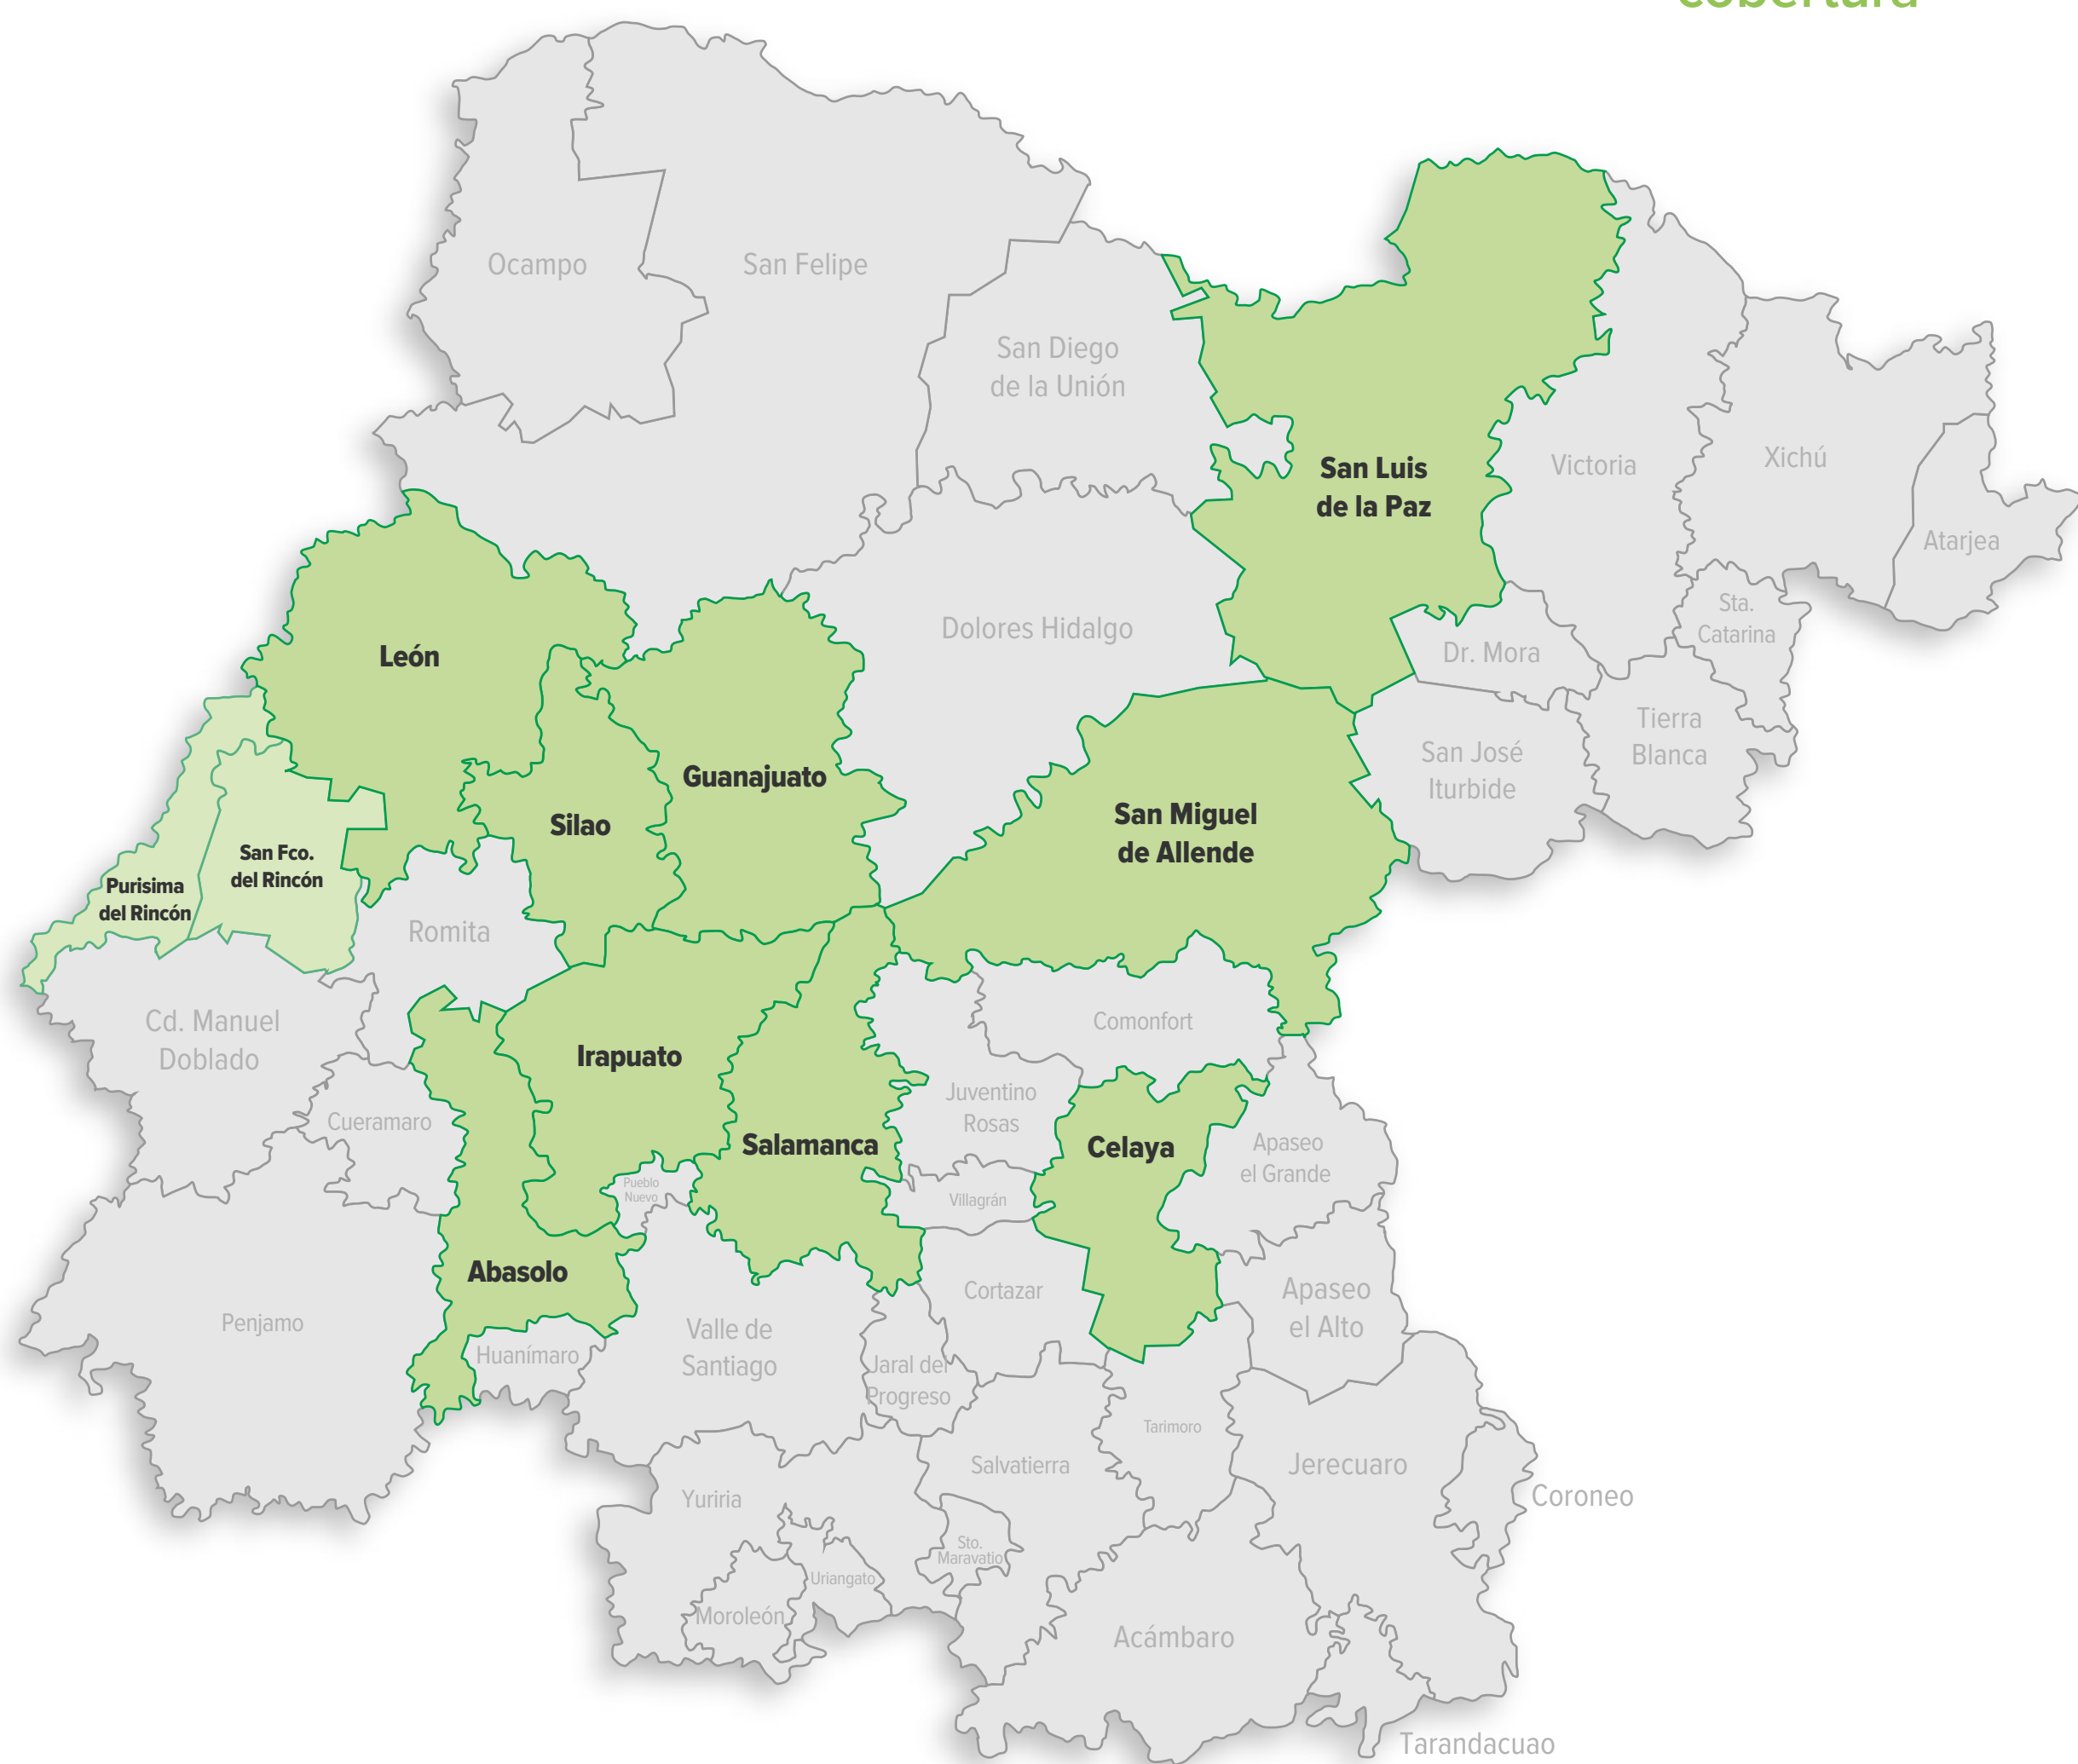 cobertura
Ocampo
San Felipe
San Diego
de la Unión
San Luis
de la Paz
Victoria
Xichú
Atarjea
Sta.
Catarina
Dolores Hidalgo
Dr. Mora
León
Tierra
Blanca
San José
Iturbide
Guanajuato
Silao
San Miguel
de Allende
San Fco.
del Rincón
Purisima
del Rincón
Romita
Cd. Manuel
Doblado
Comonfort
Irapuato
Juventino
Rosas
Cueramaro
Salamanca
Celaya
Apaseo
el Grande
Pueblo
Nuevo
Villagrán
Abasolo
Cortazar
Apaseo
el Alto
Penjamo
Valle de
Santiago
Huanímaro
Jaral del
Progreso
Tarimoro
Salvatierra
Jerecuaro
Coroneo
Yuriria
Sto.
Maravatio
Uriangato
Moroleón
Acámbaro
Tarandacuao